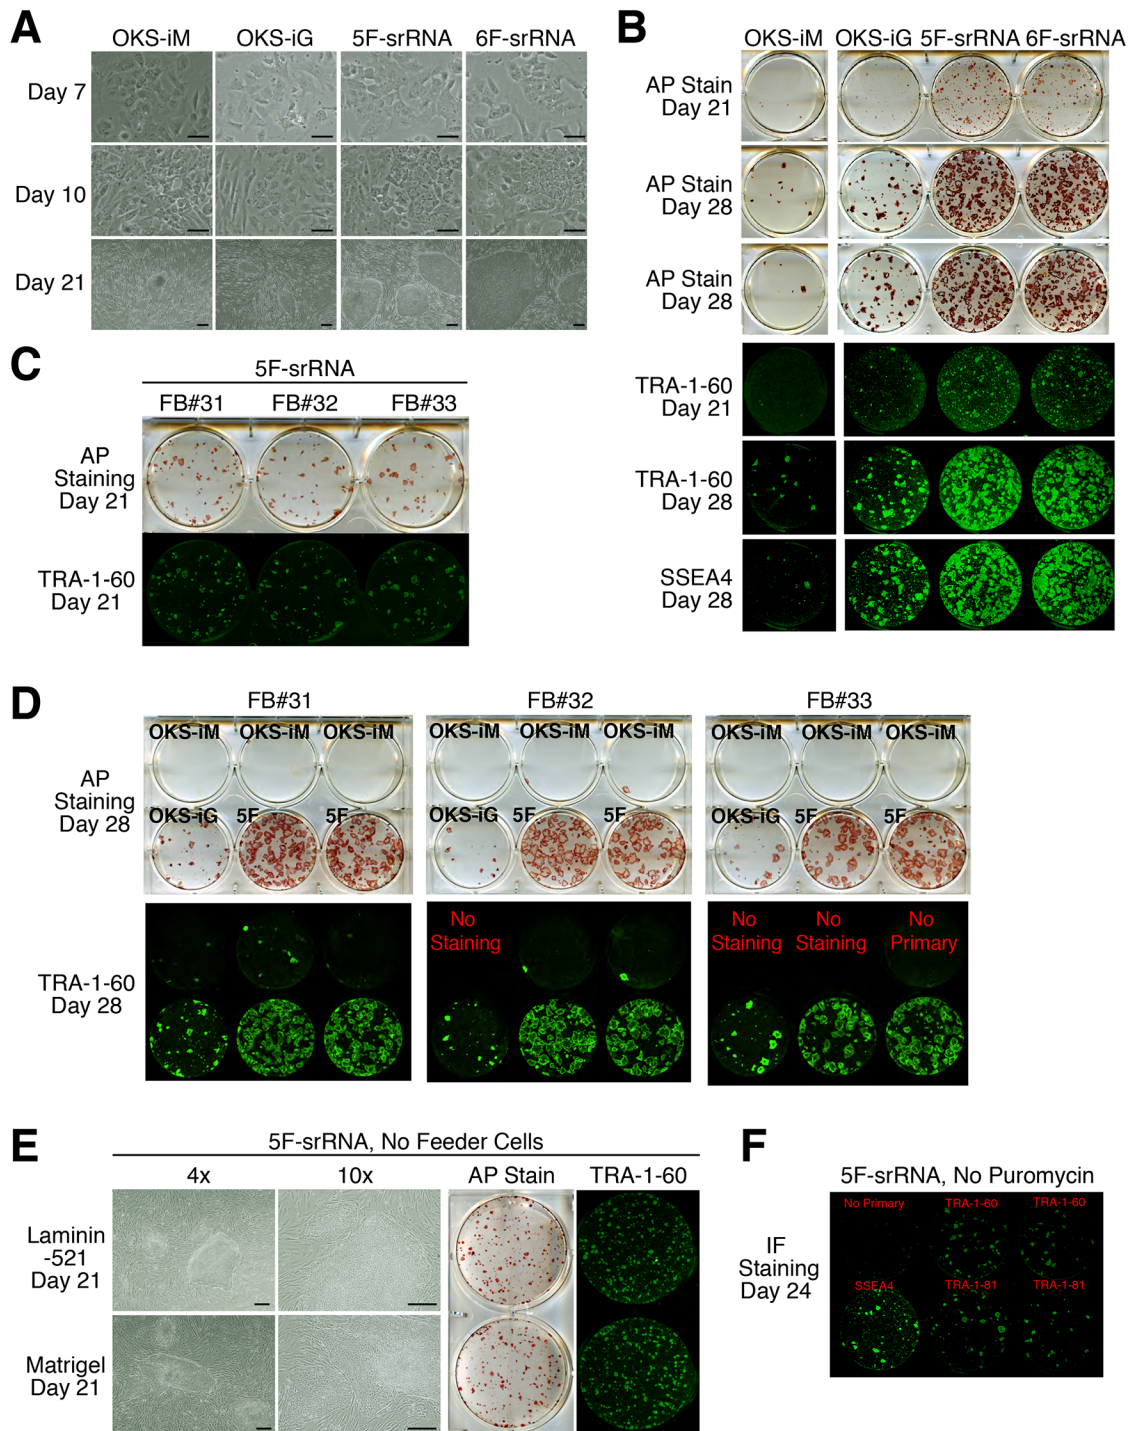 A
OKS-iM OKS-iG 5F-srRNA 6F-srRNA
Day 7
Day 10
Day 21
B
OKS-iM OKS-iG 5F-srRNA 6F-srRNA
AP Stain
Day 21
AP Stain
Day 28
AP Stain
Day 28
TRA-1-60
Day 21
TRA-1-60
Day 28
SSEA4
Day 28
C
5F-srRNA
FB#31 FB#32 FB#33
AP
Staining
Day 21
TRA-1-60
Day 21
D
FB#31 FB#32 FB#33
AP
Staining
Day 28
OKS-iM OKS-iM OKS-iM OKS-iM OKS-iM OKS-iM OKS-iM OKS-iM OKS-iM
OKS-iG 5F 5F OKS-iG 5F 5F OKS-iG 5F 5F
TRA-1-60
Day 28
No
Staining
No
Staining
No
Staining
No
Primary
E
5F-srRNA, No Feeder Cells
4x 10x AP Stain TRA-1-60
Laminin
-521
Day 21
Matrigel
Day 21
F
5F-srRNA, No Puromycin
IF
Staining
Day 24
No Primary TRA-1-60 TRA-1-60
SSEA4 TRA-1-81 TRA-1-81